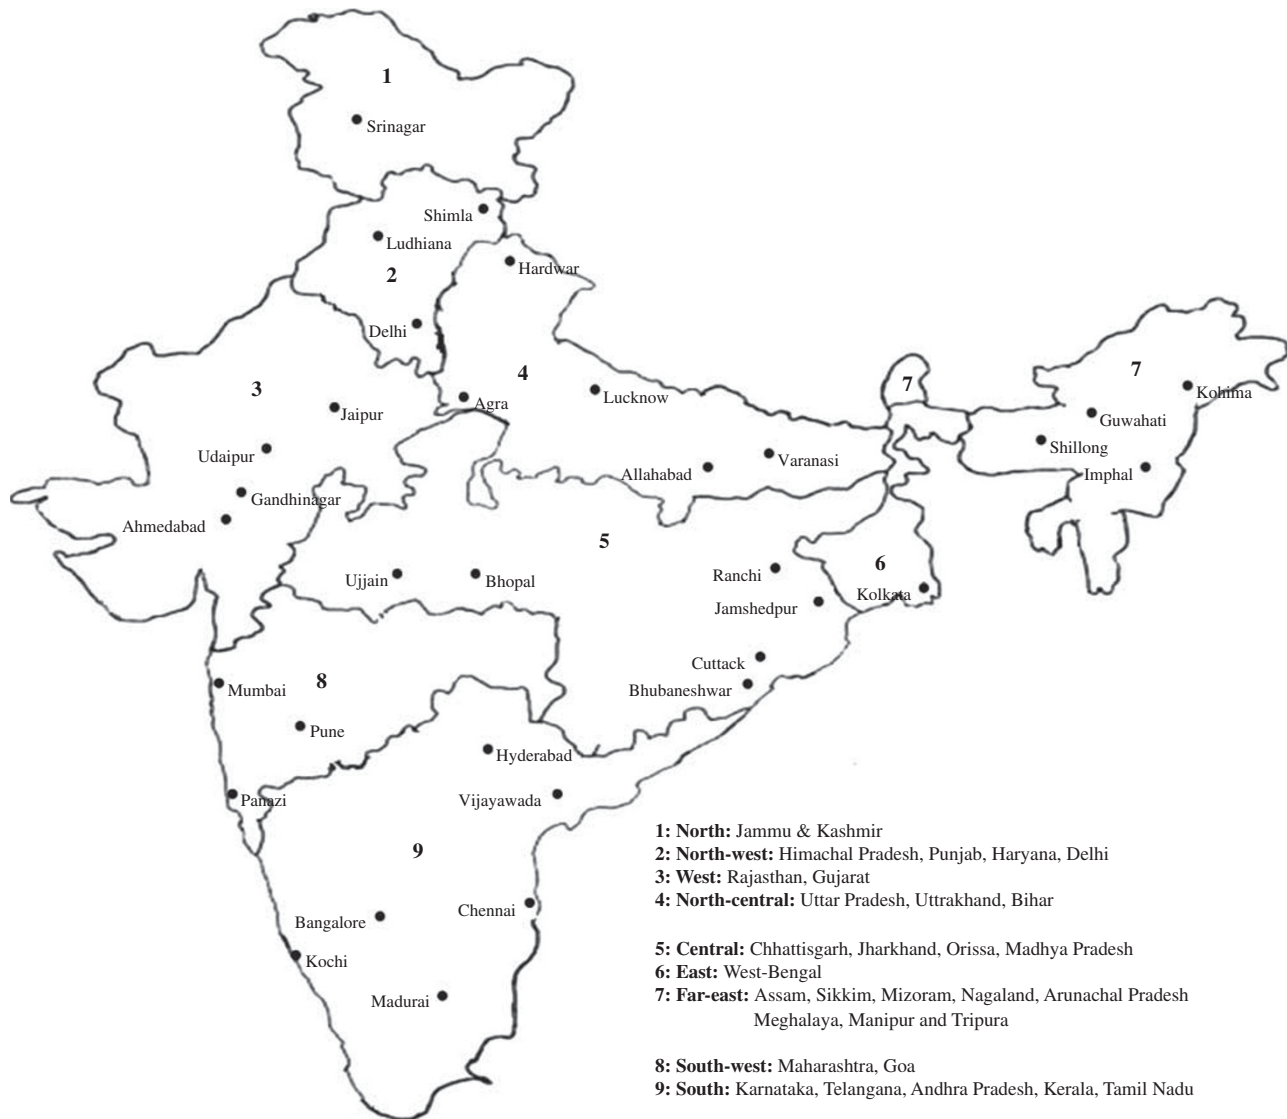 1
Srinagar
Shimla
Ludhiana
2
Hardwar
Delhi
3
4
7
7
Agra
Lucknow
Kohima
Jaipur
Guwahati
Udaipur
Shillong
Allahabad
Varanasi
Imphal
Gandhinagar
Ahmedabad
5
6
Ujjain
Bhopal
Ranchi
Kolkata
Jamshedpur
Cuttack
Mumbai
8
Bhubaneshwar
Pune
Hyderabad
Panazi
Vijayawada
9
Bangalore
Chennai
Kochi
Madurai
1: North: Jammu & Kashmir
2: North-west: Himachal Pradesh, Punjab, Haryana, Delhi
3: West: Rajasthan, Gujarat
4: North-central: Uttar Pradesh, Uttrakhand, Bihar
5: Central: Chhattisgarh, Jharkhand, Orissa, Madhya Pradesh
6: East: West-Bengal
7: Far-east: Assam, Sikkim, Mizoram, Nagaland, Arunachal Pradesh
Meghalaya, Manipur and Tripura
8: South-west: Maharashtra, Goa
9: South: Karnataka, Telangana, Andhra Pradesh, Kerala, Tamil Nadu